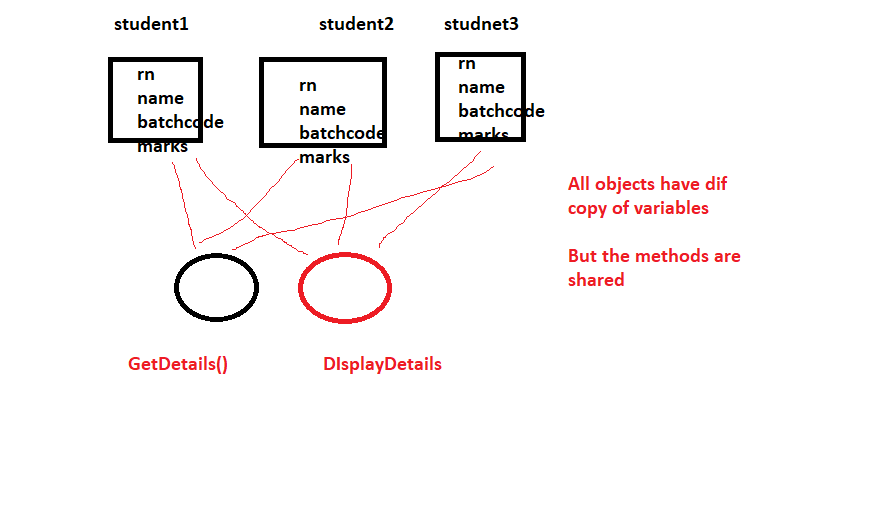 student1
student2
studnet3
rn
name
batchcode
marks
rn
name
batchcode
marks
rn
name
batchcode
marks
All objects have dif
copy of variables
But the methods are
shared
GetDetails()
DIsplayDetails